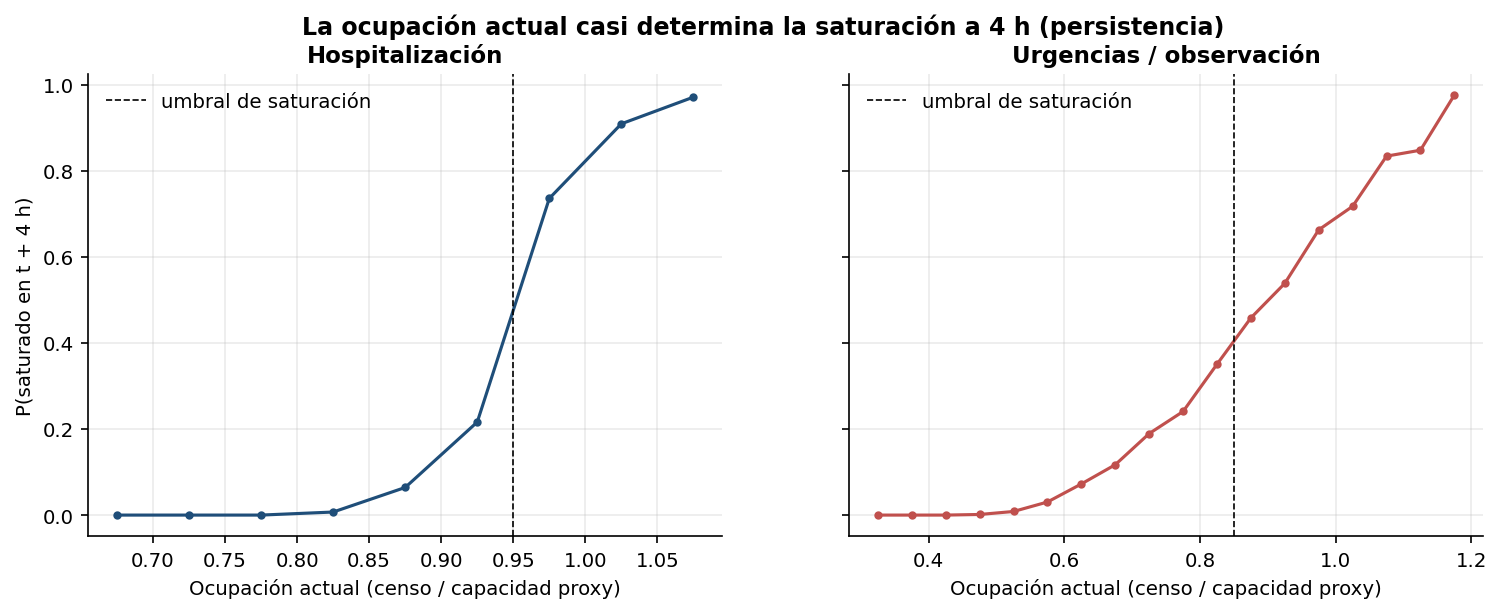 La ocupación actual casi determina la saturación a 4 h (persistencia)
Hospitalización
umbral de saturación
P(saturado en t + 4 h)
1.0
0.8
0.6
0.4
0.2
0.0
0.70 0.75 0.80 0.85 0.90 0.95 1.00 1.05
Ocupación actual (censo / capacidad proxy)
Urgencias / observación
umbral de saturación
0.4 0.6 0.8 1.0 1.2
Ocupación actual (censo / capacidad proxy)